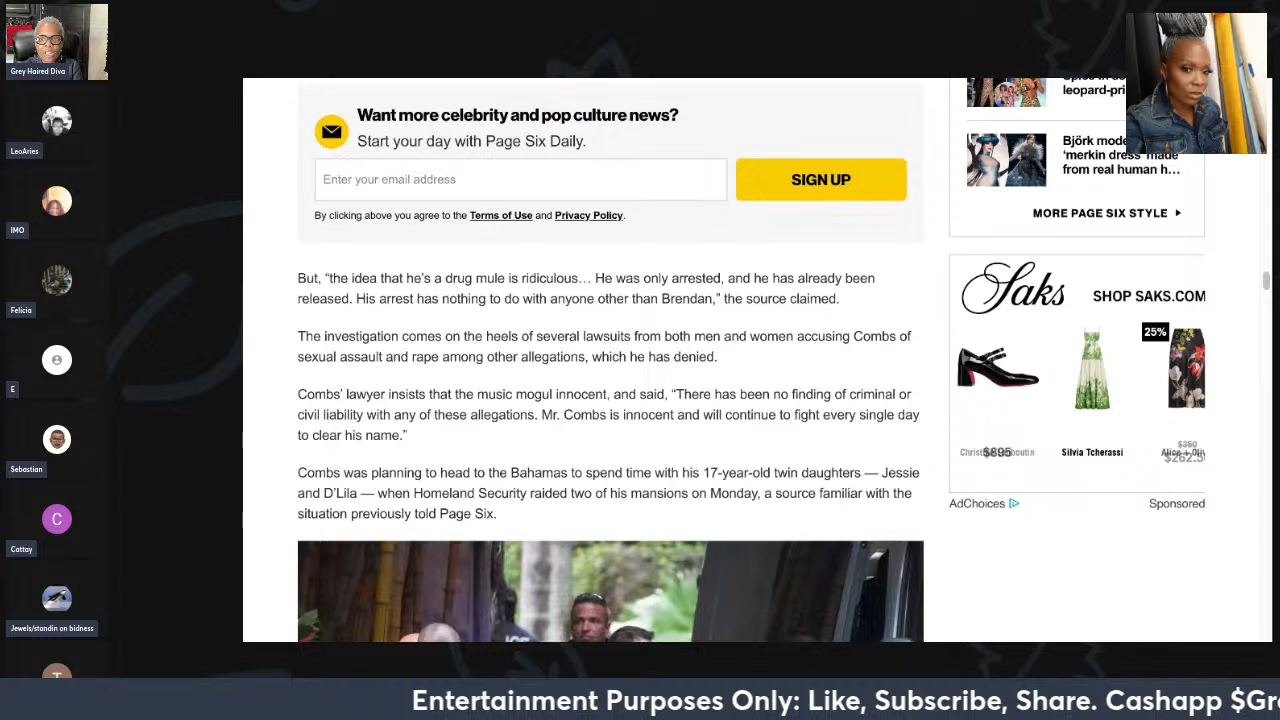 Grey Haired Diva
LeoAries
IMO
Felicia
E
Sebastian
C
Cattay
Jewels/standin on bidness
T
Want more celebrity and pop culture news?
Start your day with Page Six Daily.
Enter your email address
SIGN UP
By clicking above you agree to the Terms of Use and Privacy Policy.
But, “the idea that he’s a drug mule is ridiculous… He was only arrested, and he has already been
released. His arrest has nothing to do with anyone other than Brendan,” the source claimed.
The investigation comes on the heels of several lawsuits from both men and women accusing Combs of
sexual assault and rape among other allegations, which he has denied.
Combs’ lawyer insists that the music mogul innocent, and said, “There has been no finding of criminal or
civil liability with any of these allegations. Mr. Combs is innocent and will continue to fight every single day
to clear his name.”
Combs was planning to head to the Bahamas to spend time with his 17-year-old twin daughters — Jessie
and D’Lila — when Homeland Security raided two of his mansions on Monday, a source familiar with the
situation previously told Page Six.
leopard-pri
Björk mode
‘merkin dress’ made
from real human h…
MORE PAGE SIX STYLE
Saks
SHOP SAKS.COM
25%
$895
Silvia Tcherassi
$350
$262.50
AdChoices
Sponsored
Entertainment Purposes Only: Like, Subscribe, Share. Cashapp $Gr